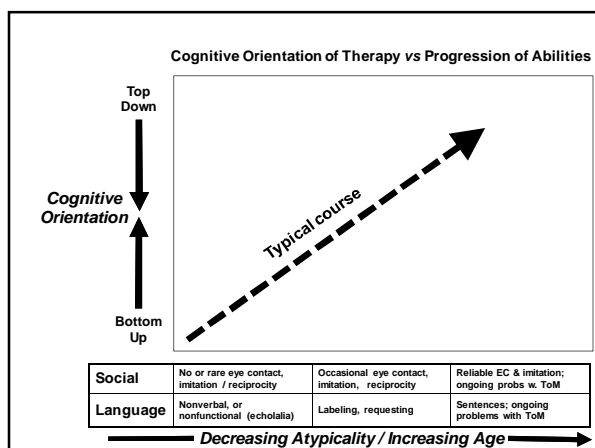 Cognitive Orientation of Therapy vs Progression of Abilities
Top
Down
Cognitive
Orientation
Typical course
Bottom
Up
Social
No or rare eye contact,
imitation / reciprocity
Occasional eye contact,
imitation, reciprocity
Reliable EC & imitation;
ongoing probs w. ToM
Language
Nonverbal, or
nonfunctional (echolalia)
Labeling, requesting
Sentences; ongoing
problems with ToM
Decreasing Atypicality / Increasing Age